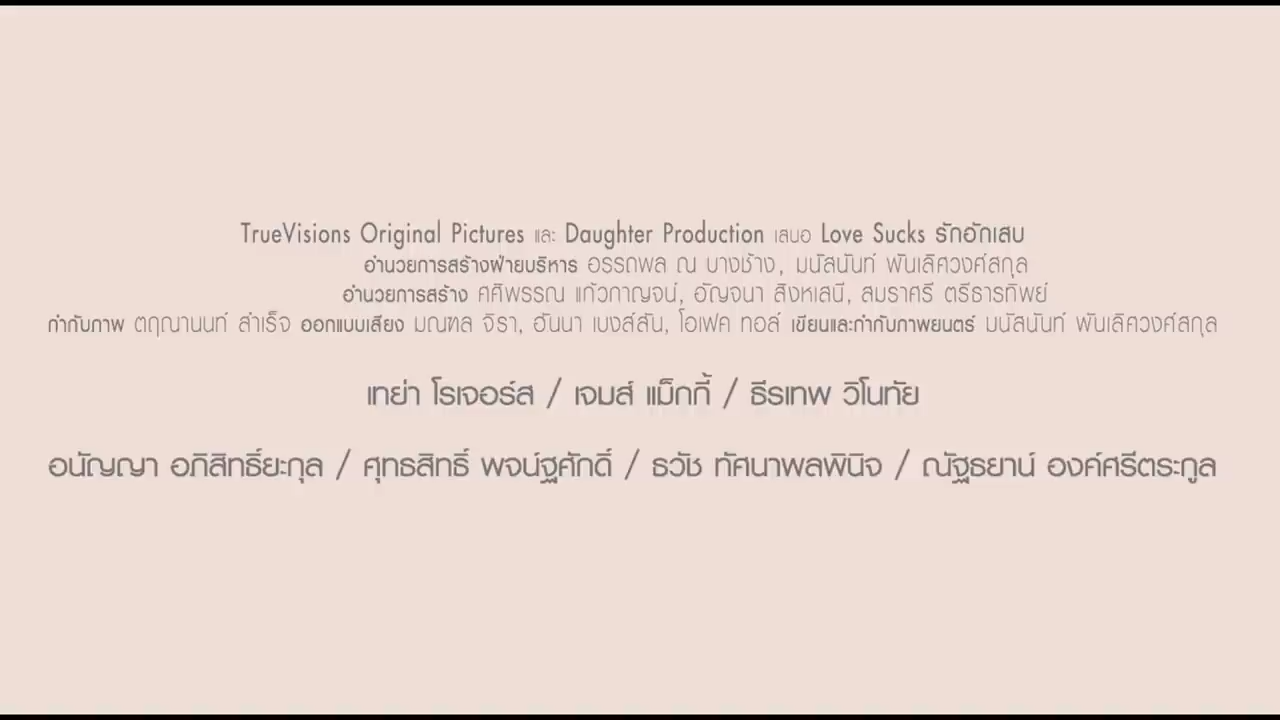 TrueVisions Original Pictures และ Daughter Production เสนอ Love Sucks รักอักเสบ
อำนวยการสร้างฝ่ายบริหาร อรรถพล ณ บางช้าง, มนัสนันท์ พันเลิศวงศ์สกุล
อำนวยการสร้าง ศศิพรรณ แก้วกาญจน์, อัญจนา สิงหเสนี, สมราศรี ตรีธารทิพย์
กำกับภาพ ตฤณานนท์ สำเร็จ ออกแบบเสียง มณฑล จิรา, ฮันนา เบงส์สัน, โอเฟค ทอล์ เขียนและกำกับภาพยนตร์ มนัสนันท์ พันเลิศวงศ์สกุล
เทย่า โรเจอร์ส / เจมส์ แม็กกี้ / ธีรเทพ วิโนทัย
อนัญญา อภิสิทธิ์ยะกุล / ศุทธสิทธิ์ พจน์ฐศักดิ์ / ธวัช ทัศนาพลพินิจ / ณัฐธยาน์ องค์ศรีตระกูล